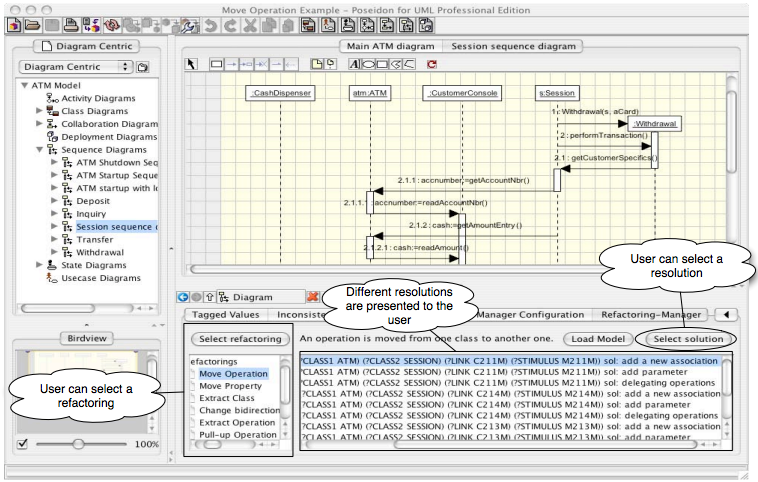 Move Operation Example - Poseidon for UML Professional Edition
Diagram Centric
Diagram Centric
ATM Model
Activity Diagrams
Class Diagrams
Collaboration Diagrams
Deployment Diagrams
Sequence Diagrams
ATM Shutdown Seq
ATM Startup Seque
ATM startup with l
Deposit
Inquiry
Session sequence d
Transfer
Withdrawal
State Diagrams
Usecase Diagrams
Birdview
100%
Main ATM diagram
Session sequence diagram
:CashDispenser
atm:ATM
:CustomerConsole
s:Session
1 : Withdrawal(s, aCard)
:Withdrawal
2 : performTransaction()
2.1 : getCustomerSpecifics()
2.1.1 : accnumber:=getAccountNbr()
2.1.1.1 : accnumber:=readAccountNbr()
2.1.2 : cash:=getAmountEntry()
2.1.2.1 : cash:=readAmount()
User can select a
resolution
Diagram
Different resolutions
are presented to the
user
Tagged Values
Inconsiste
Manager Configuration
Refactoring-Manager
Select refactoring
An operation is moved from one class to another one.
Load Model
Select solution
efactorings
Move Operation
Move Property
Extract Class
Change bidirection
Extract Operation
Pull-up Operation
User can select a
refactoring
?CLASS1 ATM) (?CLASS2 SESSION) (?LINK C211M) (?STIMULUS M211M)) sol: add a new association
?CLASS1 ATM) (?CLASS2 SESSION) (?LINK C211M) (?STIMULUS M211M)) sol: add parameter
?CLASS1 ATM) (?CLASS2 SESSION) (?LINK C211M) (?STIMULUS M211M)) sol: delegating operations
?CLASS1 ATM) (?CLASS2 SESSION) (?LINK C214M) (?STIMULUS M214M)) sol: add a new association
?CLASS1 ATM) (?CLASS2 SESSION) (?LINK C214M) (?STIMULUS M214M)) sol: add parameter
?CLASS1 ATM) (?CLASS2 SESSION) (?LINK C214M) (?STIMULUS M214M)) sol: delegating operations
?CLASS1 ATM) (?CLASS2 SESSION) (?LINK C213M) (?STIMULUS M213M)) sol: add a new association
?CLASS1 ATM) (?CLASS2 SESSION) (?LINK C213M) (?STIMULUS M213M)) sol: add parameter